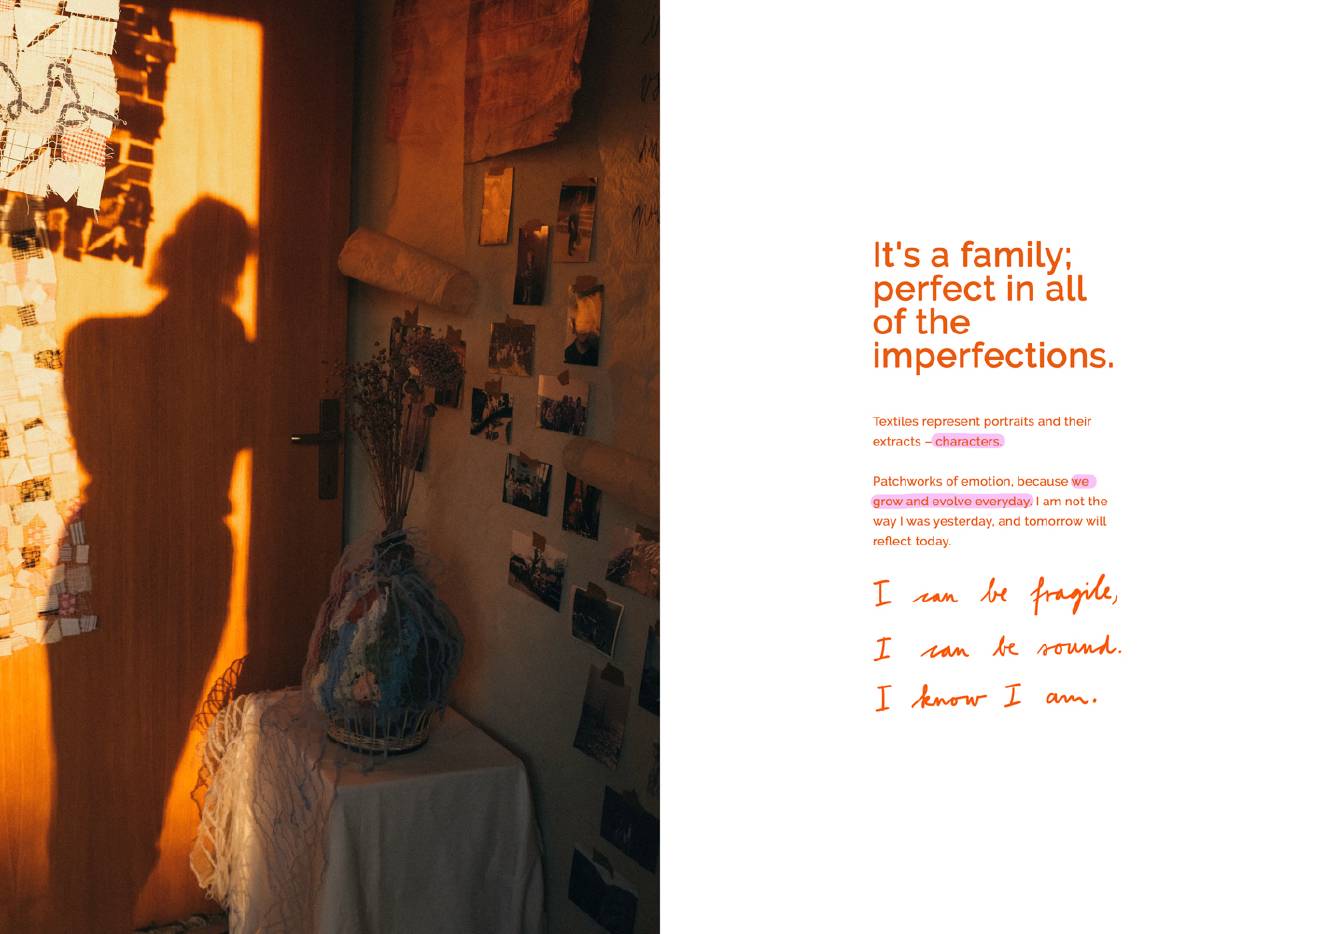 It's a family;
perfect in all
of the
imperfections.
Textiles represent portraits and their
extracts – characters.
Patchworks of emotion, because we
grow and evolve everyday. I am not the
way I was yesterday, and tomorrow will
reflect today.
I can be fragile,
I can be sound.
I know I am.